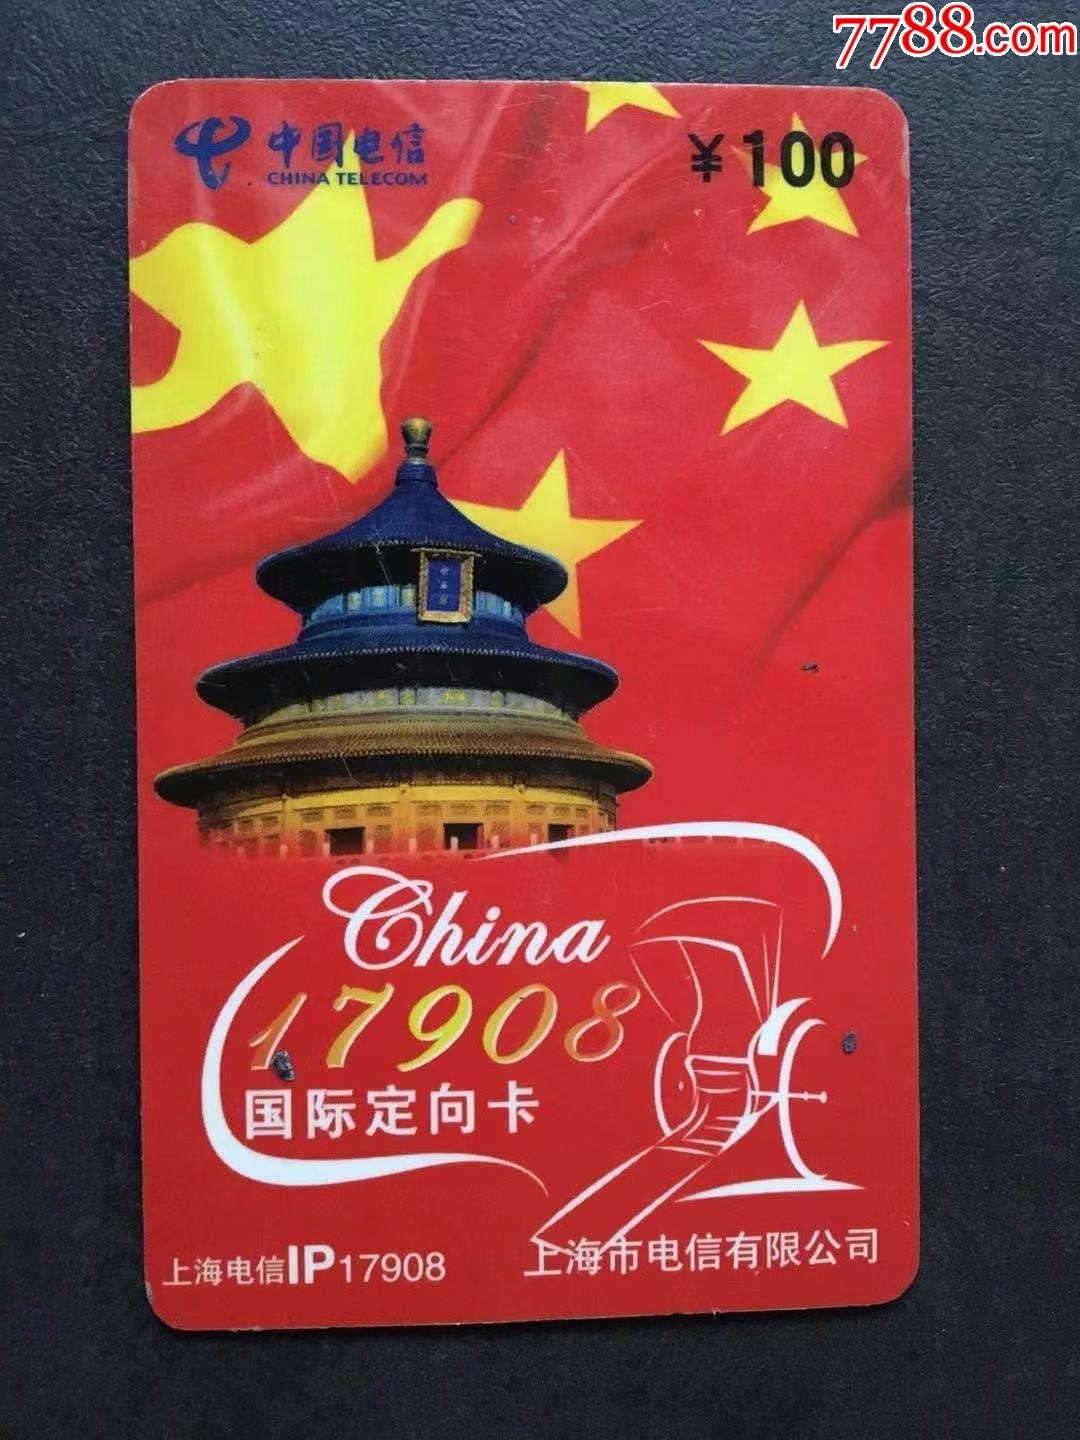 7788.com
中国电信
CHINA TELECOM
¥100
China
17908
国际定向卡
上海电信IP17908
上海市电信有限公司